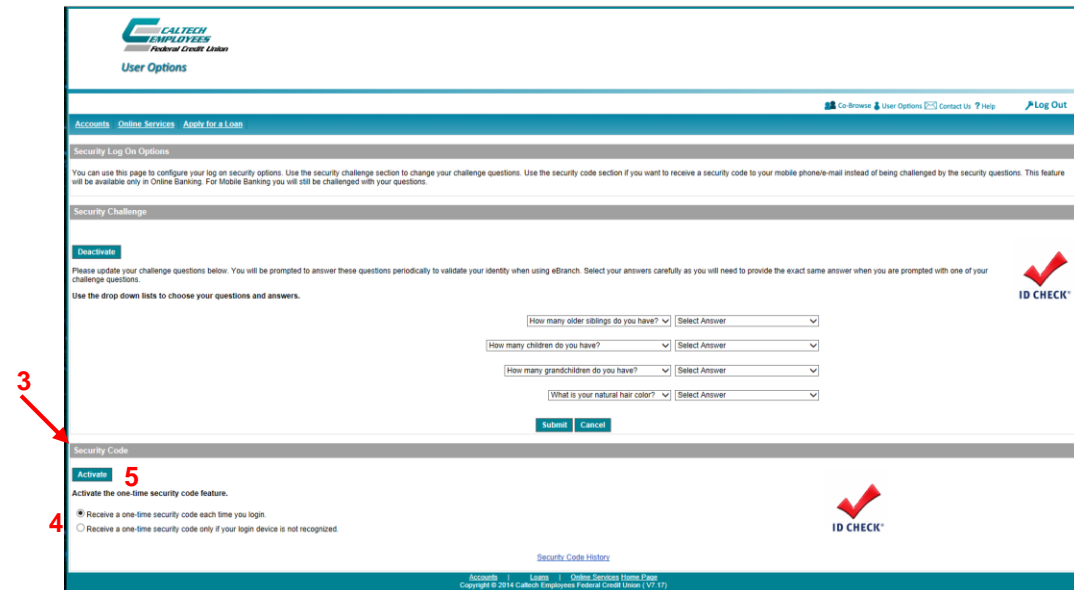 CALTECH
EMPLOYEES
Federal Credit Union
User Options
Co-Browse User Options Contact Us ? Help Log Out
Accounts Online Services Apply for a Loan
Security Log On Options
You can use this page to configure your log on security options. Use the security challenge section to change your challenge questions. Use the security code section if you want to receive a security code to your mobile phone/e-mail instead of being challenged by the security questions. This feature
will be available only in Online Banking. For Mobile Banking you will still be challenged with your questions.
Security Challenge
Deactivate
Please update your challenge questions below. You will be prompted to answer these questions periodically to validate your identity when using eBranch. Select your answers carefully as you will need to provide the exact same answer when you are prompted with one of your
challenge questions.
ID CHECK®
Use the drop down lists to choose your questions and answers.
How many older siblings do you have? Select Answer
How many children do you have? Select Answer
How many grandchildren do you have? Select Answer
What is your natural hair color? Select Answer
Submit Cancel
3
Security Code
Activate 5
Activate the one-time security code feature.
4 Receive a one-time security code each time you login.
Receive a one-time security code only if your login device is not recognized.
ID CHECK®
Security Code History
Accounts | Loans | Online Services Home Page
Copyright © 2014 Caltech Employees Federal Credit Union ( V7.17)